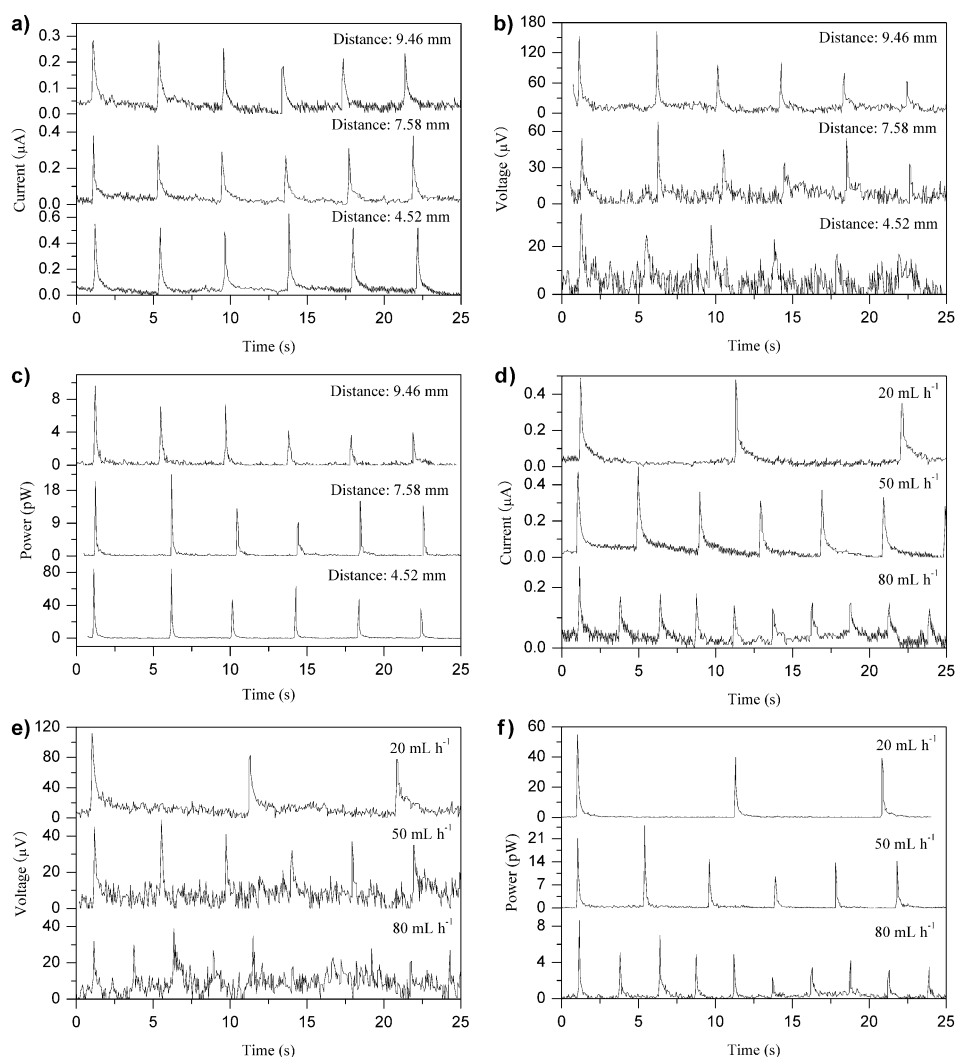 a)
Current (μA)
0.3
0.2
0.1
0.0
Distance: 9.46 mm
0.4
0.2
0.0
Distance: 7.58 mm
0.6
0.4
0.2
0.0
Distance: 4.52 mm
0 5 10 15 20 25
Time (s)
b)
Voltage (μV)
180
120
60
0
Distance: 9.46 mm
60
30
0
Distance: 7.58 mm
20
0
Distance: 4.52 mm
0 5 10 15 20 25
Time (s)
c)
Power (pW)
8
4
0
Distance: 9.46 mm
18
9
0
Distance: 7.58 mm
80
40
0
Distance: 4.52 mm
0 5 10 15 20 25
Time (s)
d)
Current (μA)
0.4
0.2
0.0
20 mL h-1
0.4
0.2
0.0
50 mL h-1
0.2
0.0
80 mL h-1
0 5 10 15 20 25
Time (s)
e)
Voltage (μV)
120
80
40
0
20 mL h-1
40
20
0
50 mL h-1
40
20
0
80 mL h-1
0 5 10 15 20 25
Time (s)
f)
Power (pW)
60
40
20
0
20 mL h-1
21
14
7
0
50 mL h-1
8
4
0
80 mL h-1
0 5 10 15 20 25
Time (s)